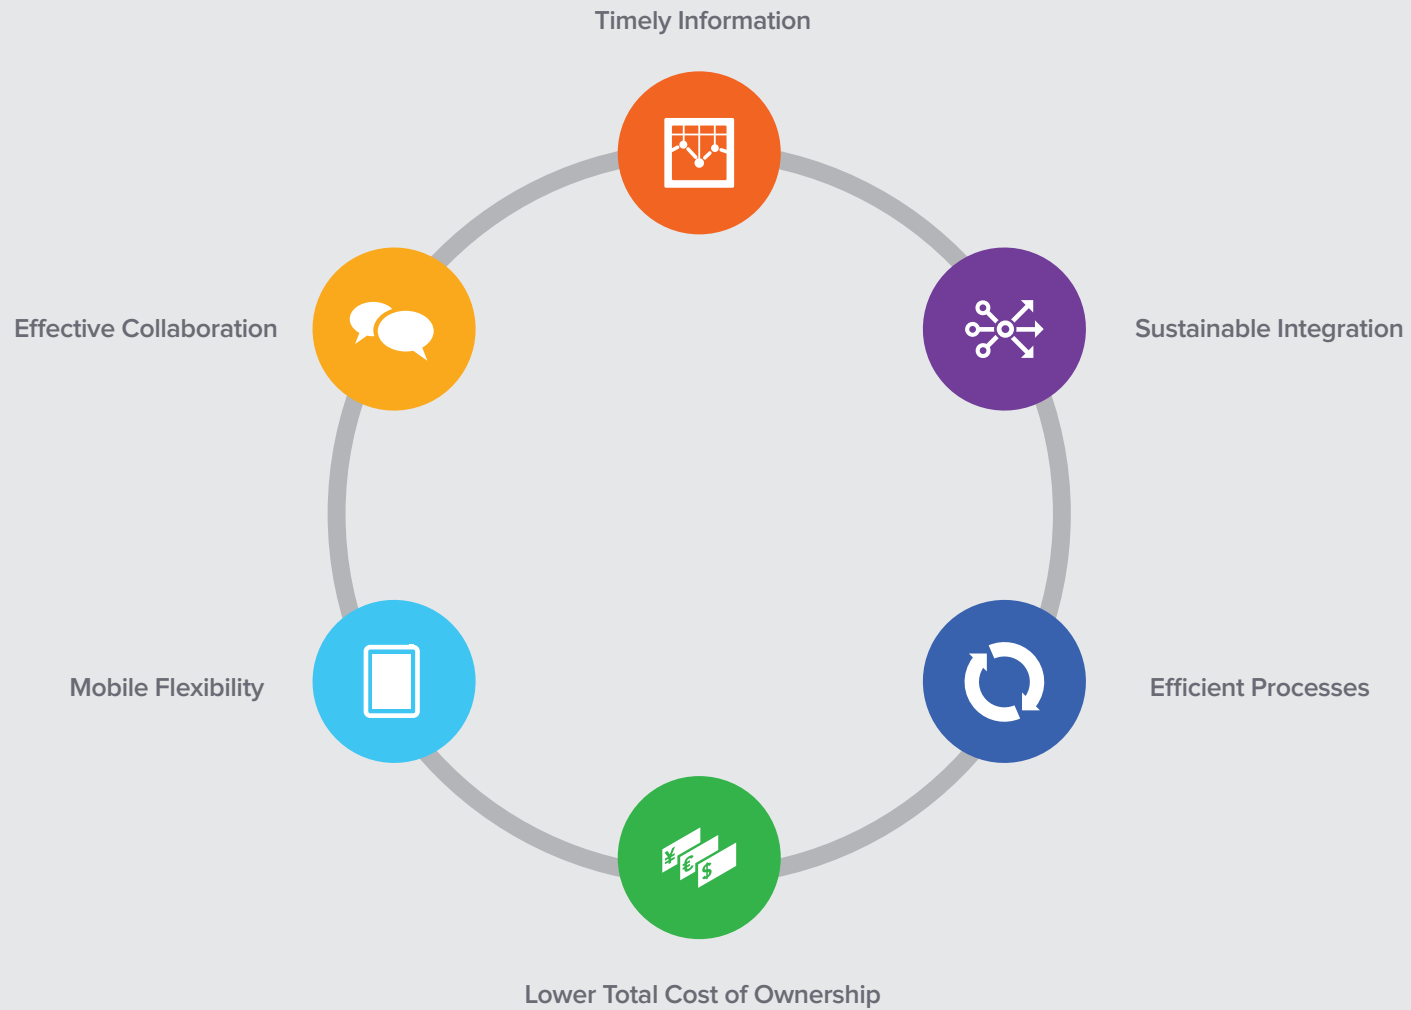 Timely Information
Effective Collaboration
Sustainable Integration
Mobile Flexibility
Efficient Processes
¥
€
$
Lower Total Cost of Ownership